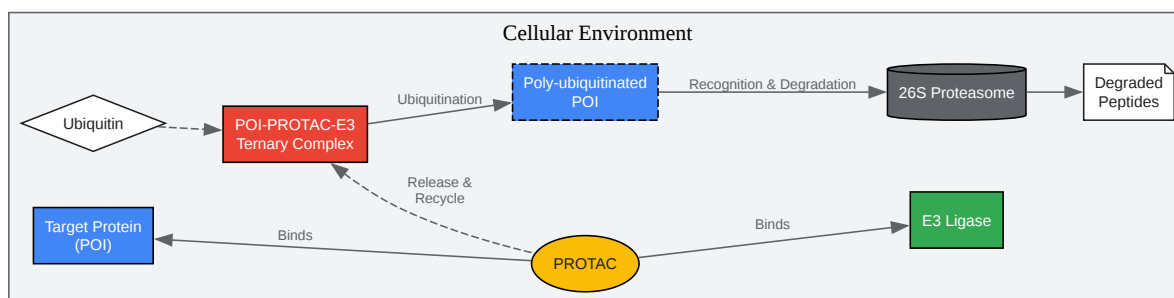 Cellular Environment
Poly-ubiquitinated
POI
Recognition & Degradation
26S Proteasome
Degraded
Peptides
Ubiquitination
Ubiquitin
POI-PROTAC-E3
Ternary Complex
Release &
Recycle
Target Protein
(POI)
Binds
PROTAC
Binds
E3 Ligase